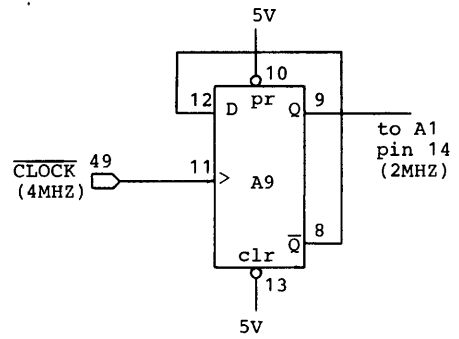 5V
10
12 D pr Q 9
to A1
pin 14
(2MHZ)
CLOCK 49
(4MHZ)
11 > A9
8
Q
clr
13
5V